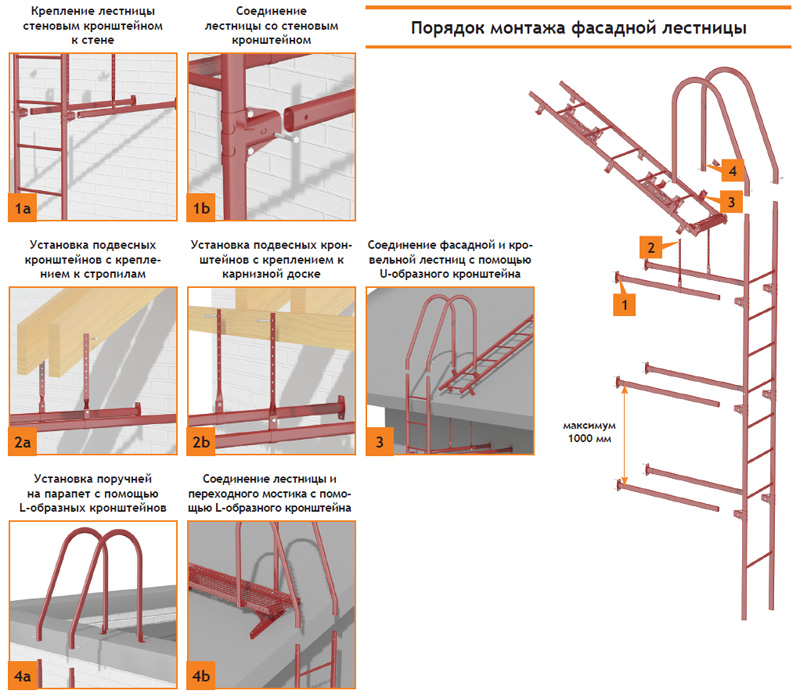 Порядок монтажа фасадной лестницы
Крепление лестницы
стеновым кронштейном
к стене
1a
Соединение
лестницы со стеновым
кронштейном
1b
Установка подвесных
кронштейнов с крепле-
нием к стропилам
2a
Установка подвесных крон-
штейнов с креплением к
карнизной доске
2b
Соединение фасадной и кро-
вельной лестниц с помощью
U-образного кронштейна
3
Установка поручней
на парапет с помощью
L-образных кронштейнов
4a
Соединение лестницы и
переходного мостика с помо-
щью L-образного кронштейна
4b
4
3
2
1
максимум
1000 мм